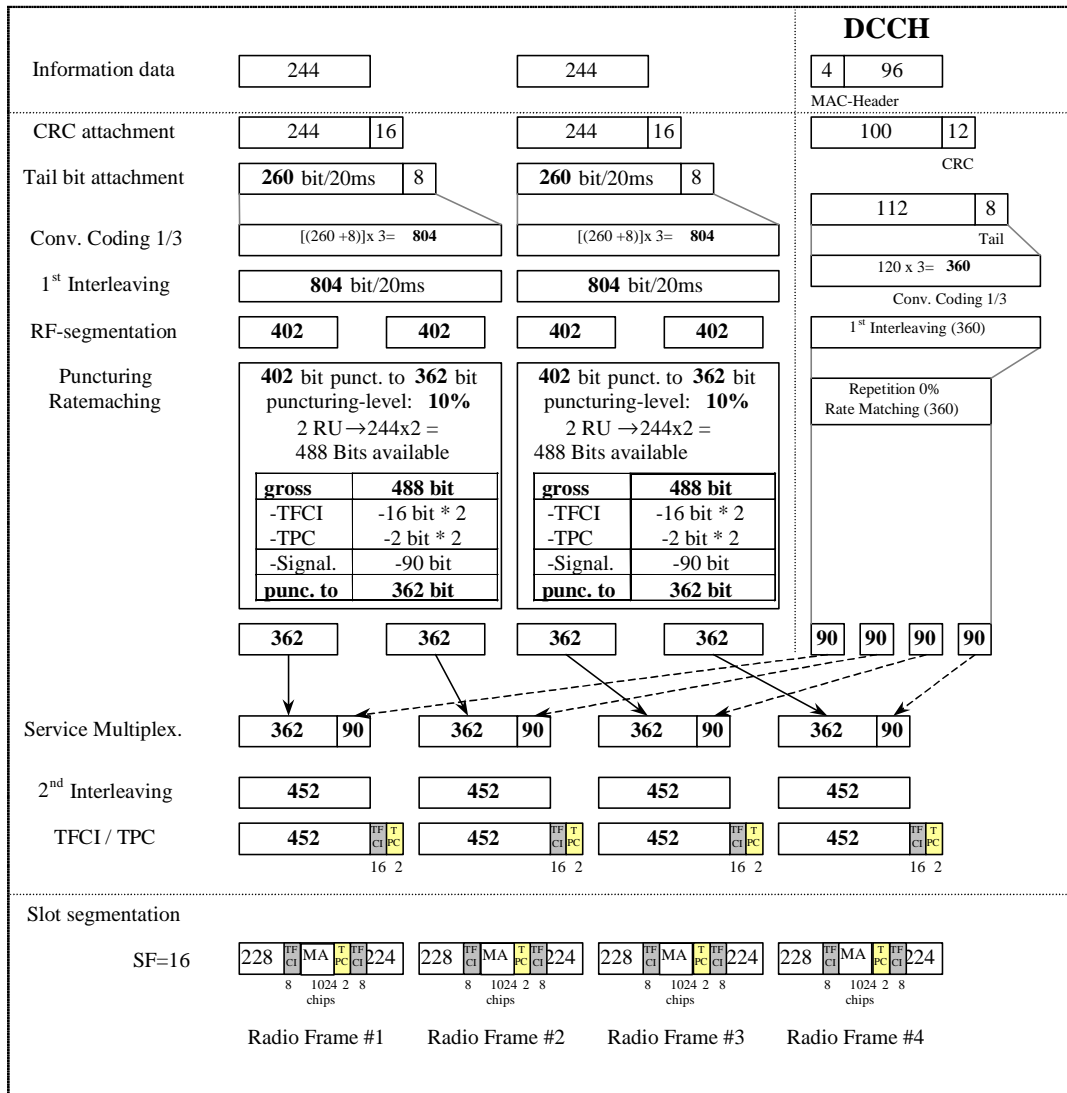 DCCH
Information data 244 244 4 96
MAC-Header
CRC attachment 244 16 244 16 100 12
CRC
Tail bit attachment 260 bit/20ms 8 260 bit/20ms 8
112 8
Tail
Conv. Coding 1/3 [(260 +8)]x 3= 804 [(260 +8)]x 3= 804
120 x 3= 360
Conv. Coding 1/3
1st Interleaving 804 bit/20ms 804 bit/20ms
RF-segmentation 402 402 402 402 1st Interleaving (360)
Puncturing
Ratemaching
402 bit punct. to 362 bit
puncturing-level: 10%
2 RU →244x2 =
488 Bits available
gross 488 bit
-TFCI -16 bit * 2
-TPC -2 bit * 2
-Signal. -90 bit
punc. to 362 bit
402 bit punct. to 362 bit
puncturing-level: 10%
2 RU →244x2 =
488 Bits available
gross 488 bit
-TFCI -16 bit * 2
-TPC -2 bit * 2
-Signal. -90 bit
punc. to 362 bit
Repetition 0%
Rate Matching (360)
362 362 362 362 90 90 90 90
Service Multiplex. 362 90 362 90 362 90 362 90
2nd Interleaving 452 452 452 452
TFCI / TPC 452 TF CI T PC 452 TF CI T PC 452 TF CI T PC 452 TF CI T PC
16 2 16 2 16 2 16 2
Slot segmentation
SF=16 228 TF CI MA T PC TF CI 224 228 TF CI MA T PC TF CI 224 228 TF CI MA T PC TF CI 224 228 TF CI MA T PC TF CI 224
8 1024 2 8 8 1024 2 8 8 1024 2 8 8 1024 2 8
chips chips chips chips
Radio Frame #1 Radio Frame #2 Radio Frame #3 Radio Frame #4